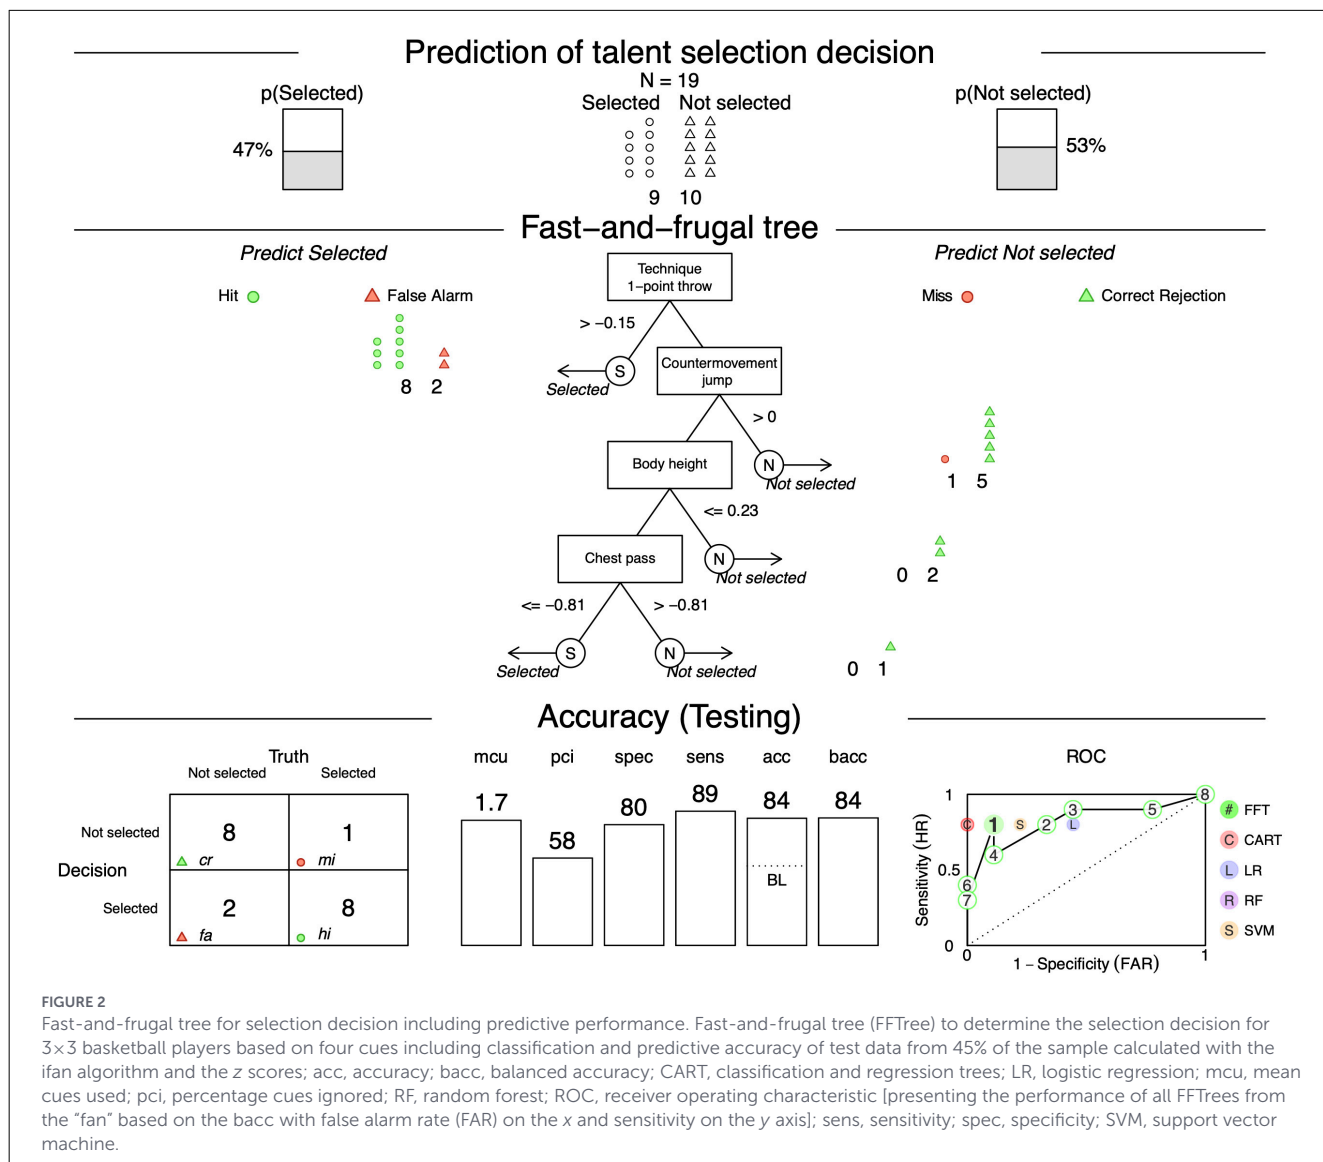 Prediction of talent selection decision
N = 19
p(Selected)
Selected
Not selected
p(Not selected)
47%
53%
9
10
Fast−and−frugal tree
Predict Selected
Predict Not selected
Hit
False Alarm
Miss
Correct Rejection
Technique
1−point throw
> −0.15
S
Selected
8
2
Countermovement
jump
> 0
N
Not selected
1
5
Body height
<= 0.23
N
Not selected
0
2
Chest pass
<= −0.81
> −0.81
S
N
Selected
Not selected
0
1
Accuracy (Testing)
Truth
Not selected
Selected
Decision
Not selected
8
1
cr
mi
Selected
2
8
fa
hi
mcu
pci
spec
sens
acc
bacc
1.7
58
80
89
84
84
BL
ROC
Sensitivity (HR)
1
0.5
0
0
1
1 − Specificity (FAR)
C
1
S
2
3
L
5
8
4
6
7
# FFT
C CART
L LR
R RF
S SVM
FIGURE 2
Fast-and-frugal tree for selection decision including predictive performance. Fast-and-frugal tree (FFTree) to determine the selection decision for
3×3 basketball players based on four cues including classification and predictive accuracy of test data from 45% of the sample calculated with the
ifan algorithm and the z scores; acc, accuracy; bacc, balanced accuracy; CART, classification and regression trees; LR, logistic regression; mcu, mean
cues used; pci, percentage cues ignored; RF, random forest; ROC, receiver operating characteristic [presenting the performance of all FFTrees from
the “fan” based on the bacc with false alarm rate (FAR) on the x and sensitivity on the y axis]; sens, sensitivity; spec, specificity; SVM, support vector
machine.